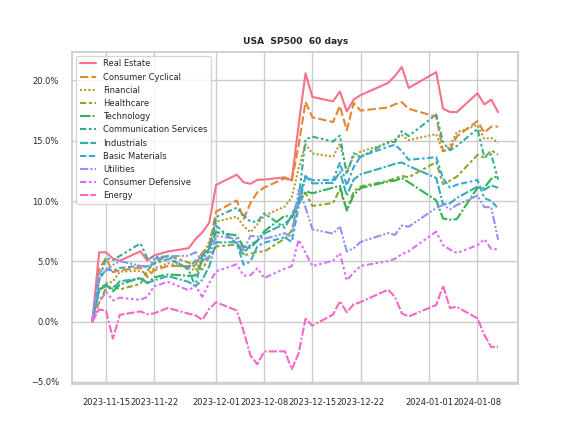 USA SP500 60 days
Real Estate
Consumer Cyclical
Financial
Healthcare
Technology
Communication Services
Industrials
Basic Materials
Utilities
Consumer Defensive
Energy
20.0%
15.0%
10.0%
5.0%
0.0%
−5.0%
2023-11-15 2023-11-22 2023-12-01 2023-12-08 2023-12-15 2023-12-22 2024-01-01 2024-01-08